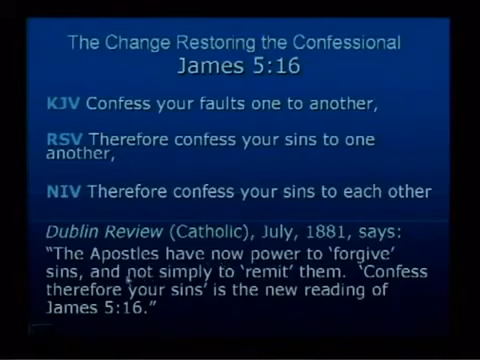 The Change Restoring the Confessional
James 5:16
KJV Confess your faults one to another,
RSV Therefore confess your sins to one
another,
NIV Therefore confess your sins to each other
Dublin Review (Catholic), July, 1881, says:
“The Apostles have now power to ‘forgive’
sins, and not simply to ‘remit’ them. ‘Confess
therefore your sins’ is the new reading of
James 5:16.”